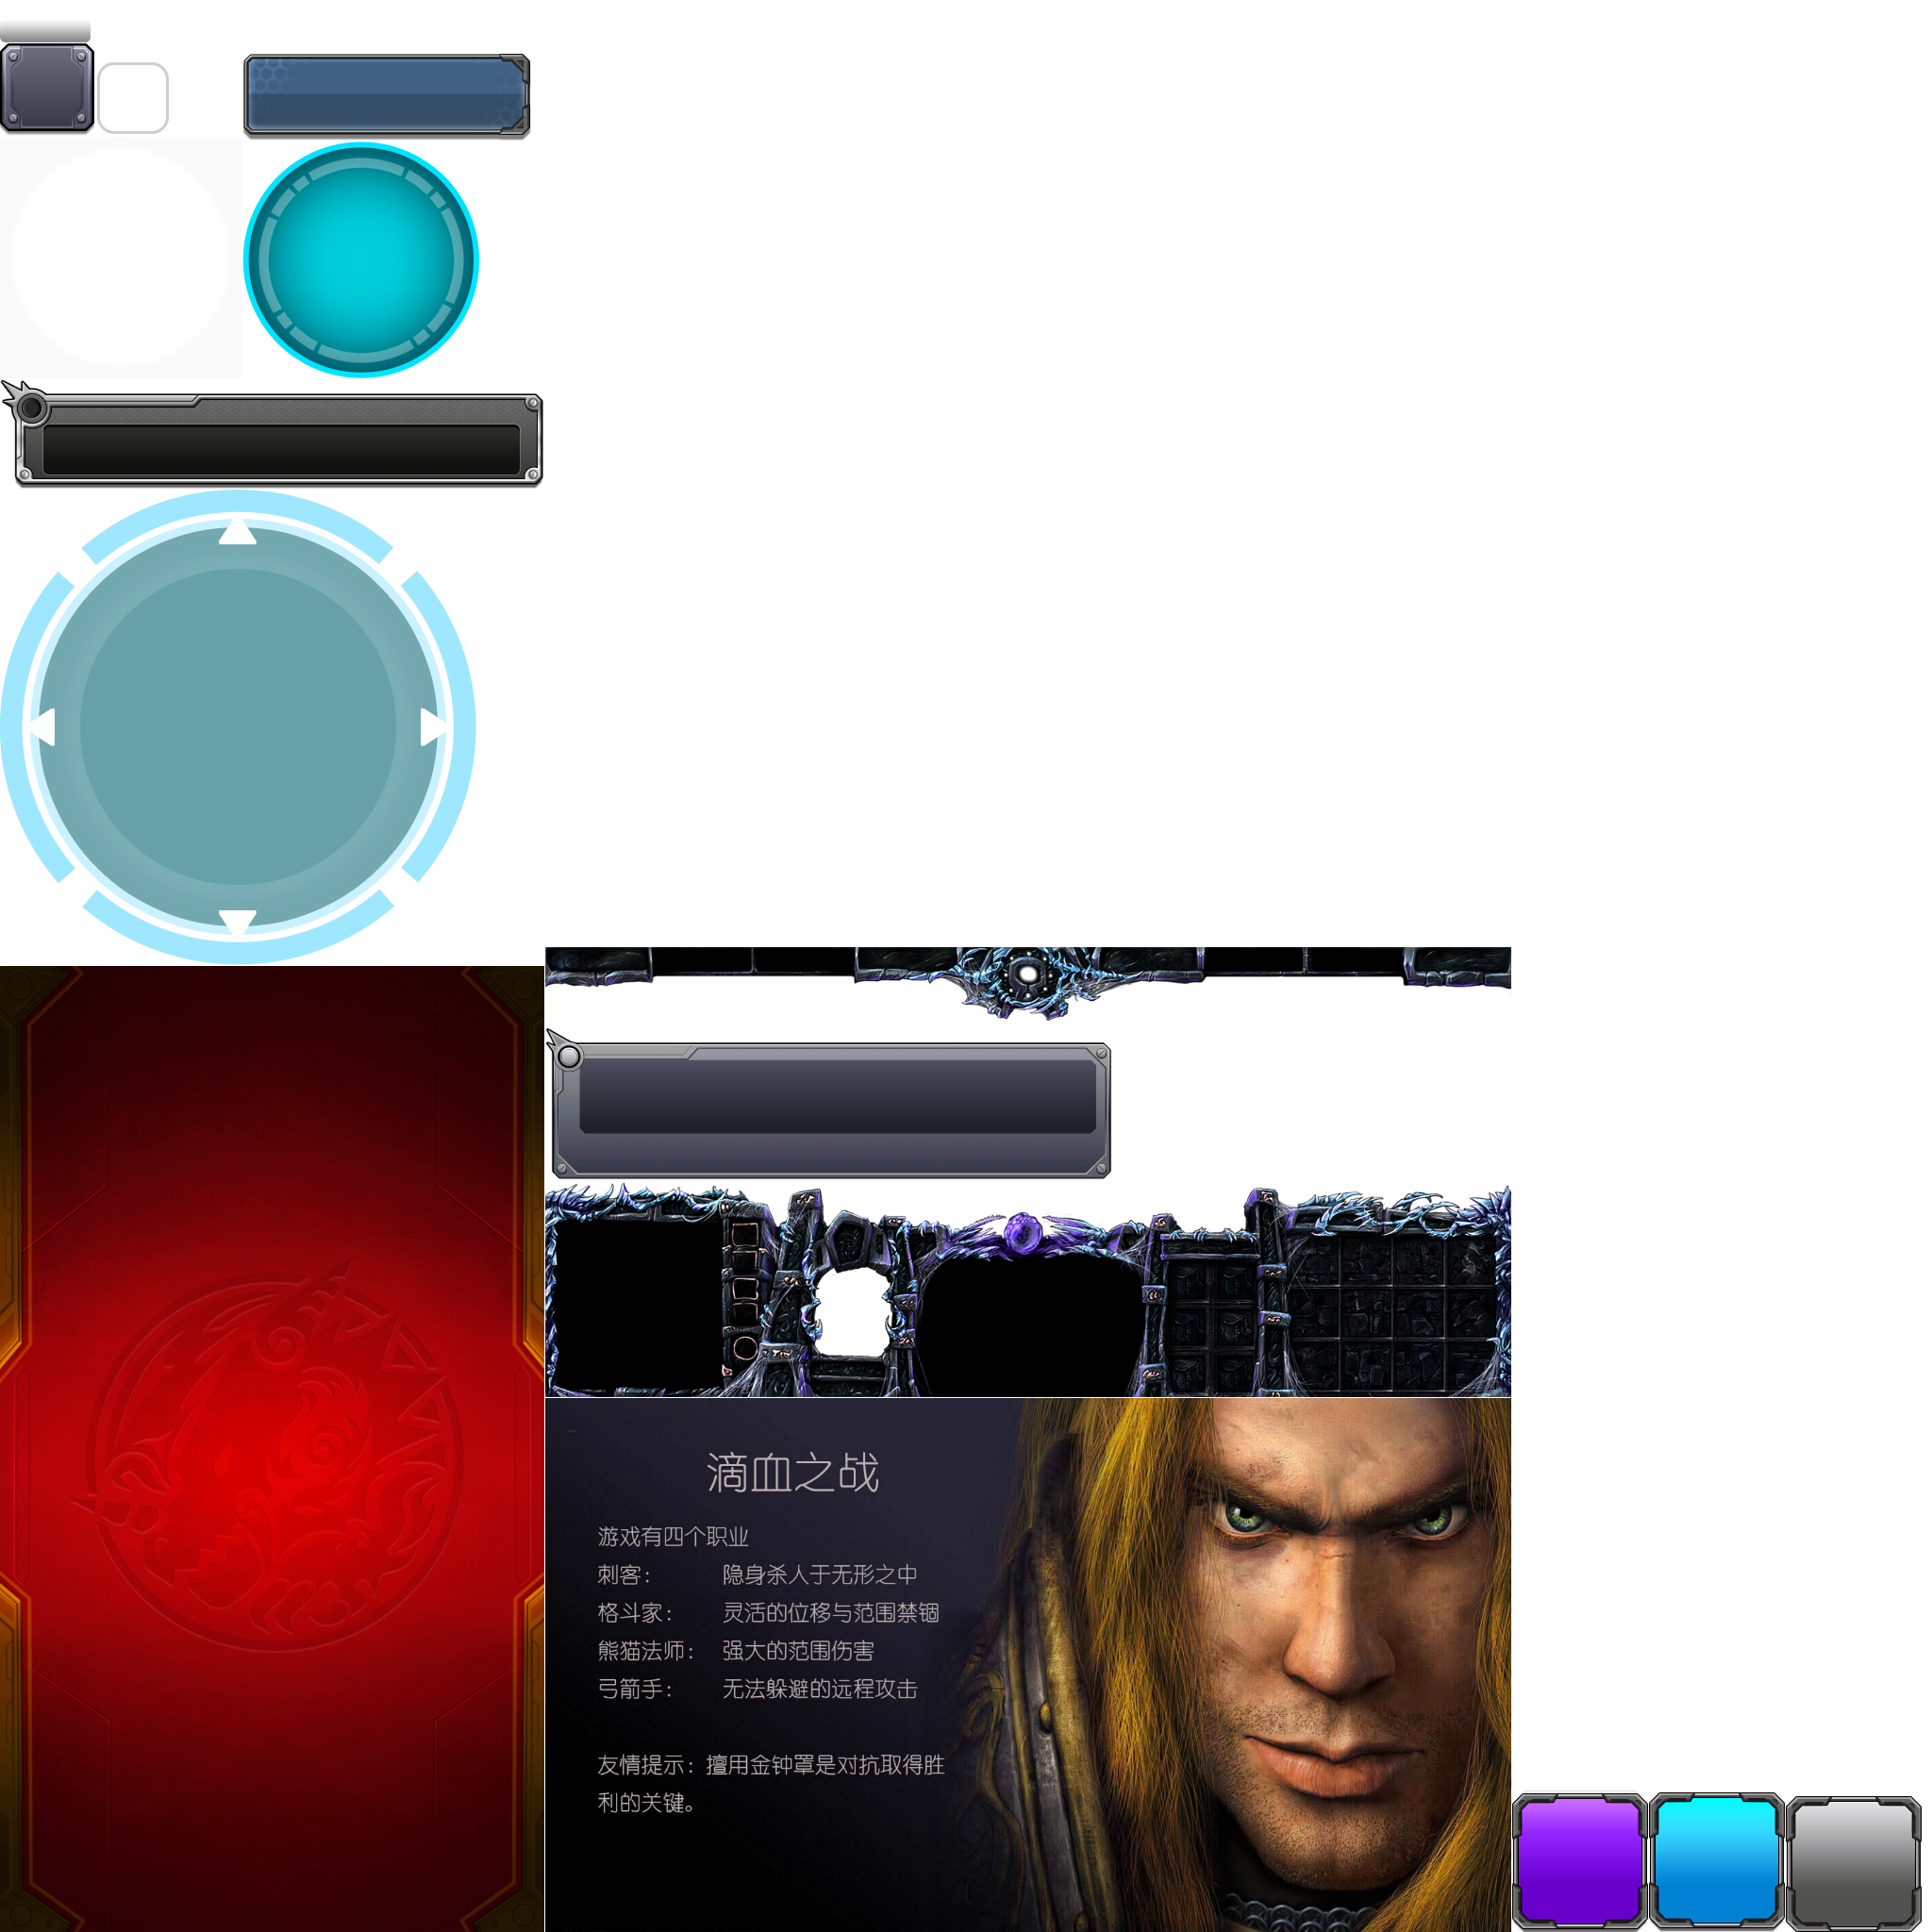 滴血之战
游戏有四个职业
刺客： 隐身杀人于无形之中
格斗家： 灵活的位移与范围禁锢
熊猫法师： 强大的范围伤害
弓箭手： 无法躲避的远程攻击
友情提示：擅用金钟罩是对抗取得胜
利的关键。